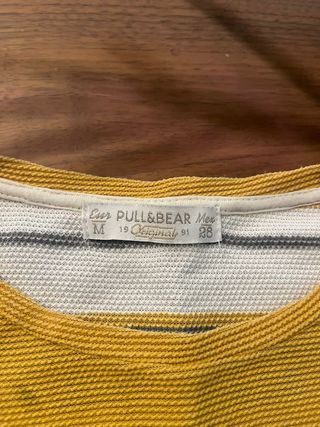 Eur PULL&BEAR Mex
M 19 Original 91 28